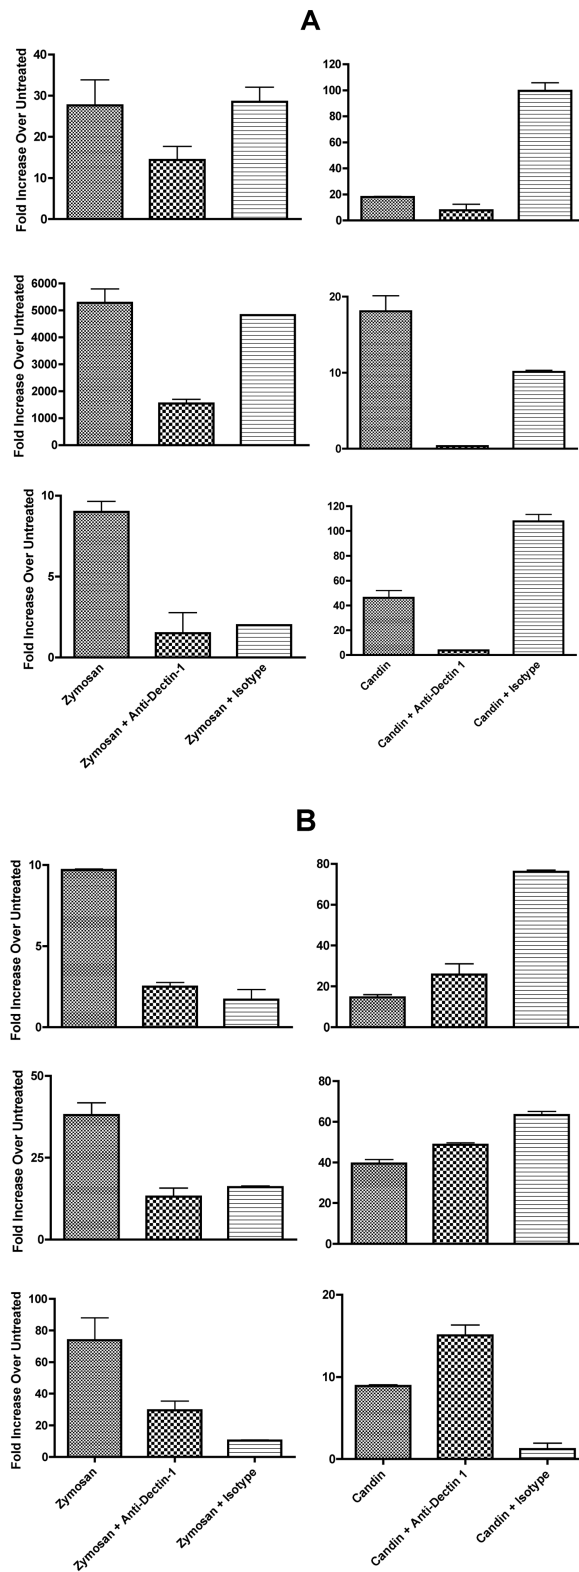 A
Fold Increase Over Untreated
40
30
20
10
0
120
100
80
60
40
20
0
Fold Increase Over Untreated
6000
5000
4000
3000
2000
1000
0
20
10
0
Fold Increase Over Untreated
10
5
0
Zymosan
Zymosan + Anti-Dectin-1
Zymosan + Isotype
120
100
80
60
40
20
0
Candin
Candin + Anti-Dectin 1
Candin + Isotype
B
Fold Increase Over Untreated
10
5
0
80
60
40
20
0
Fold Increase Over Untreated
50
25
0
80
60
40
20
0
Fold Increase Over Untreated
100
80
60
40
20
0
Zymosan
Zymosan + Anti-Dectin-1
Zymosan + Isotype
20
10
0
Candin
Candin + Anti-Dectin 1
Candin + Isotype